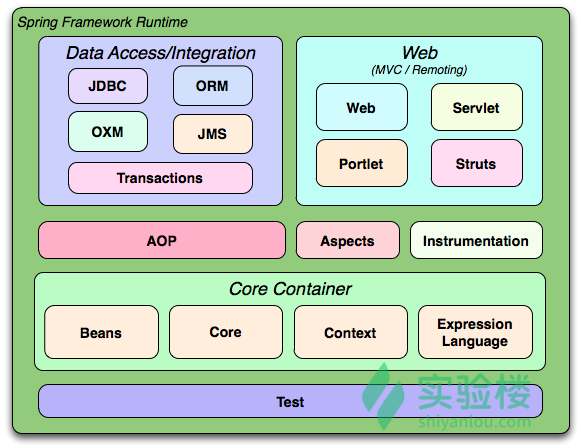 Spring Framework Runtime
Data Access/Integration
JDBC
ORM
OXM
JMS
Transactions
Web
(MVC / Remoting)
Web
Servlet
Portlet
Struts
AOP
Aspects
Instrumentation
Core Container
Beans
Core
Context
Expression
Language
Test
实验楼
shiyanlou.com